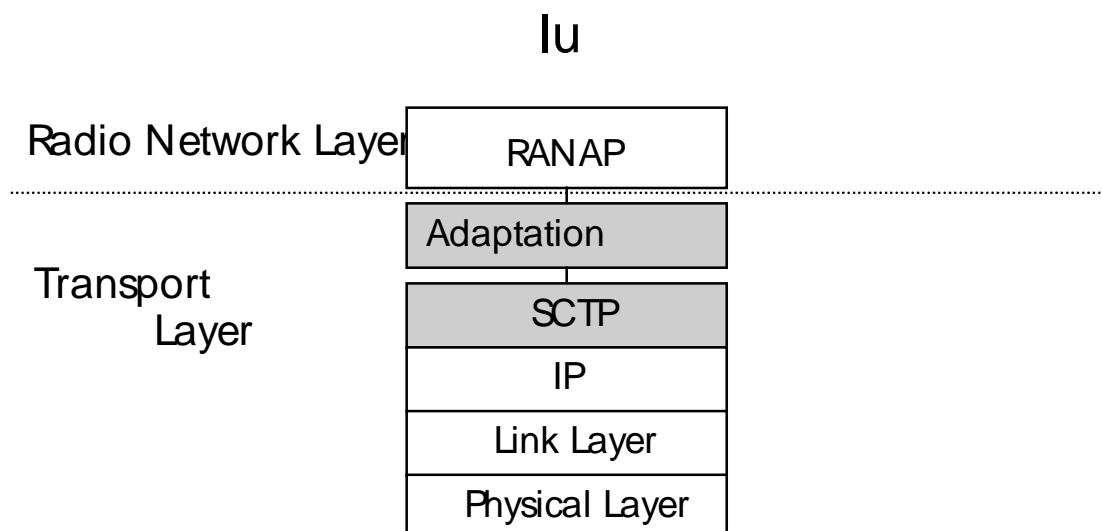 Iu
Radio Network Layer
RANAP
Adaptation
Transport
Layer
SCTP
IP
Link Layer
Physical Layer